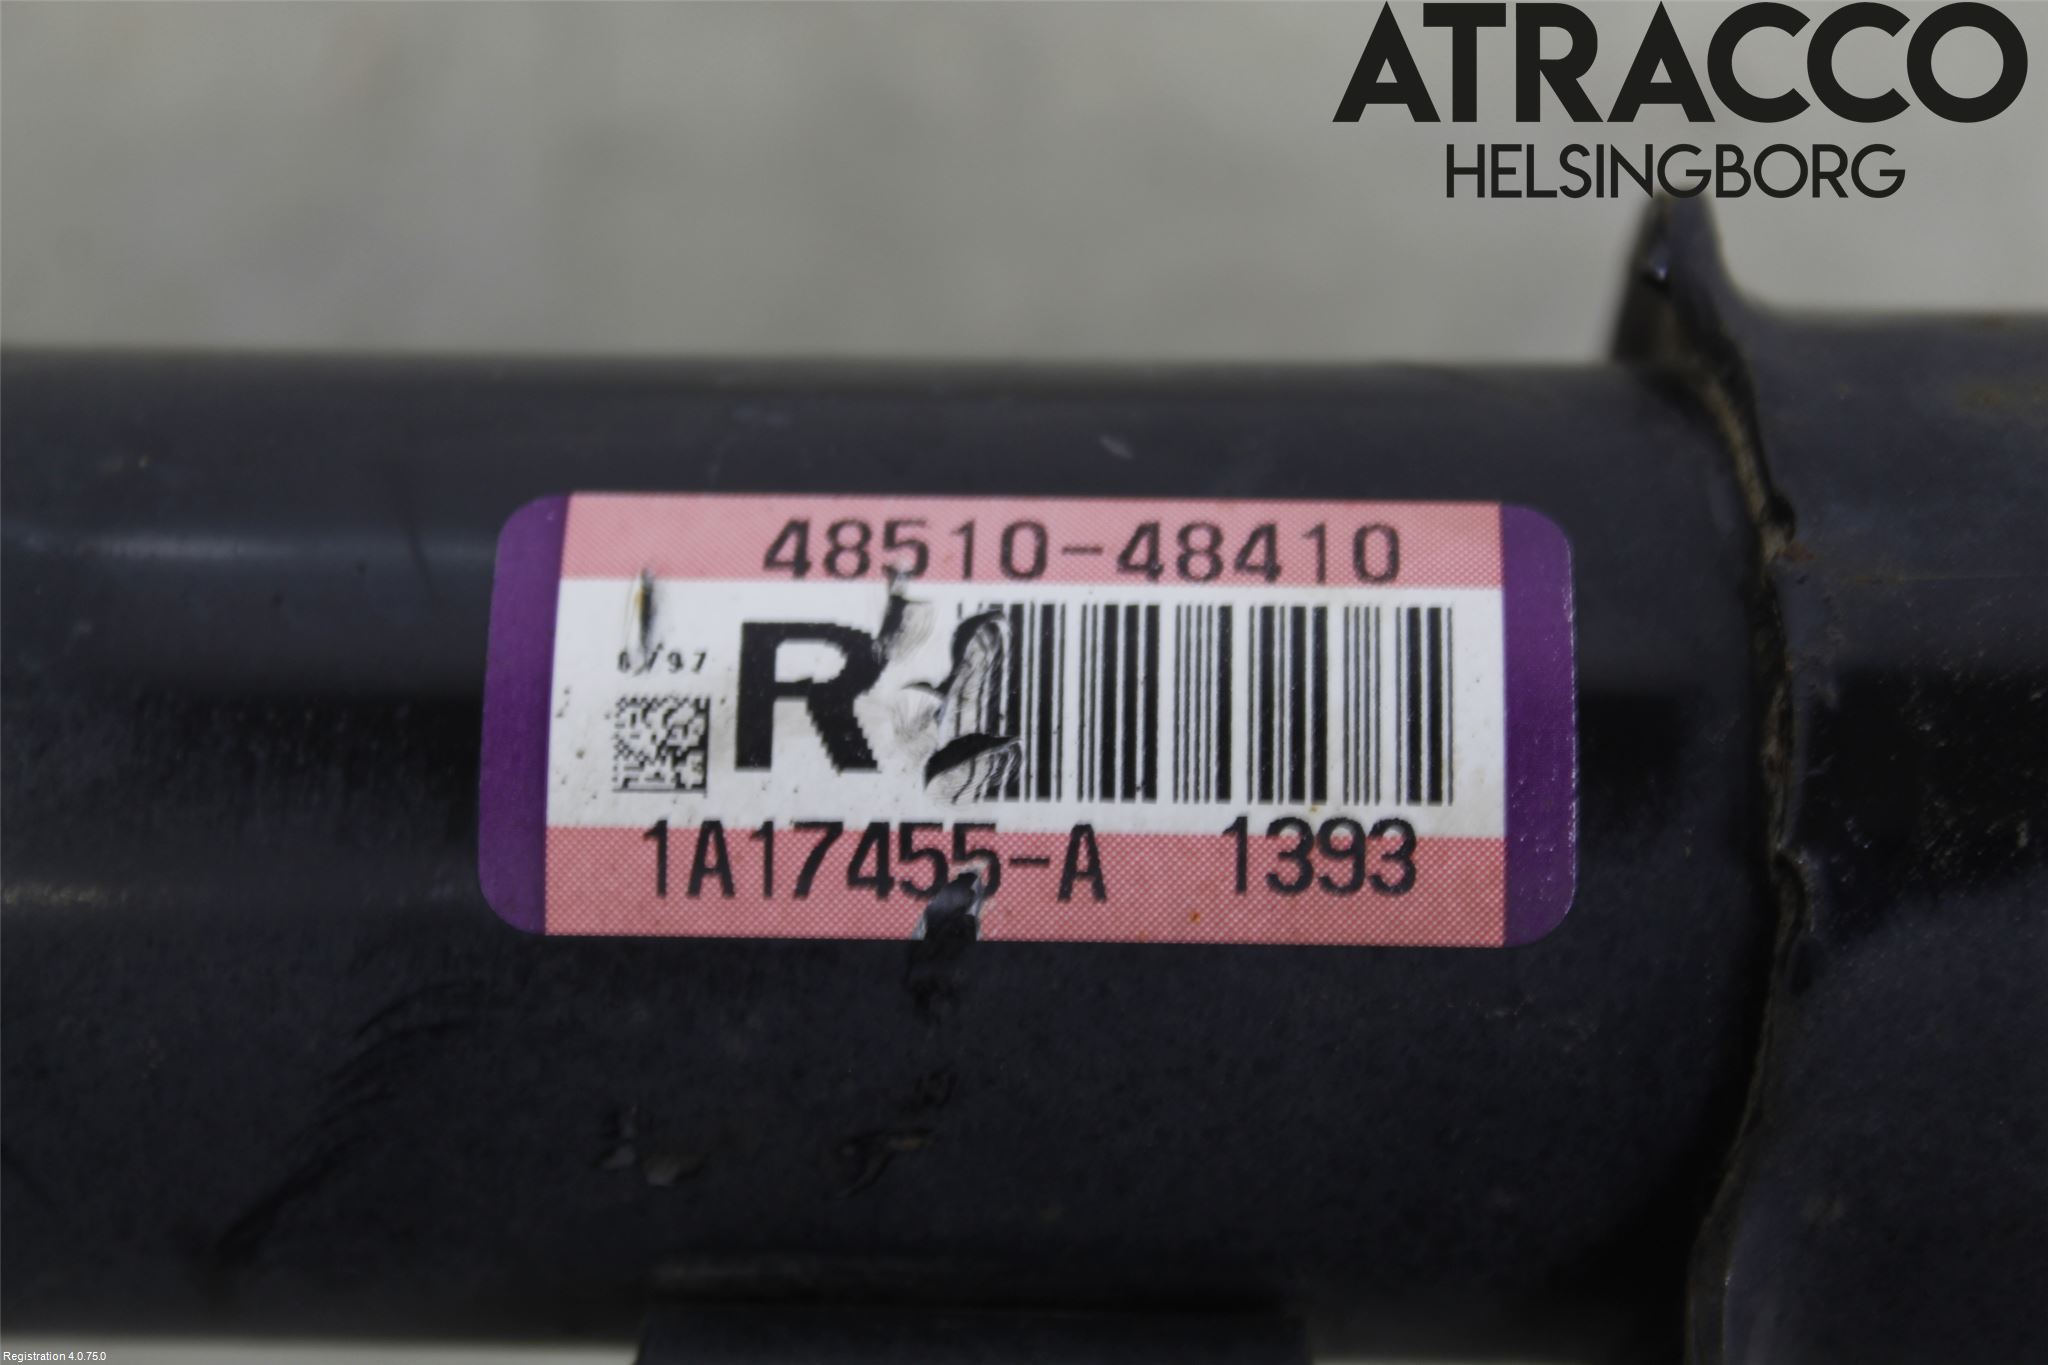 ATRACCO
HELSINGBORG
48510-48410
R
1A17455-A 1393
Registration 4.0.75.0